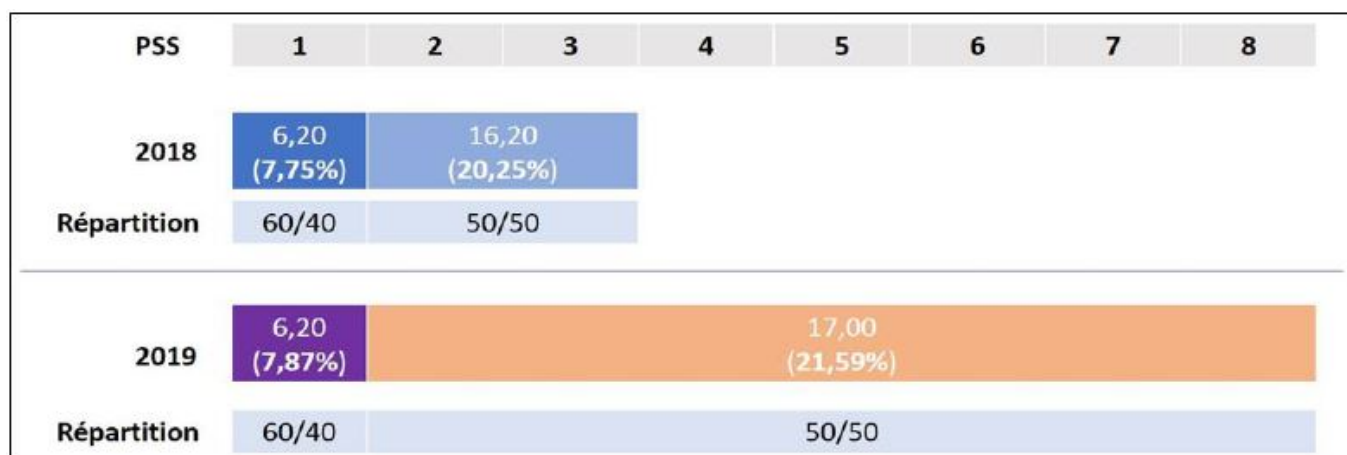 PSS 1 2 3 4 5 6 7 8
2018 6,20 (7,75%) 16,20 (20,25%)
Répartition 60/40 50/50
2019 6,20 (7,87%) 17,00 (21,59%)
Répartition 60/40 50/50